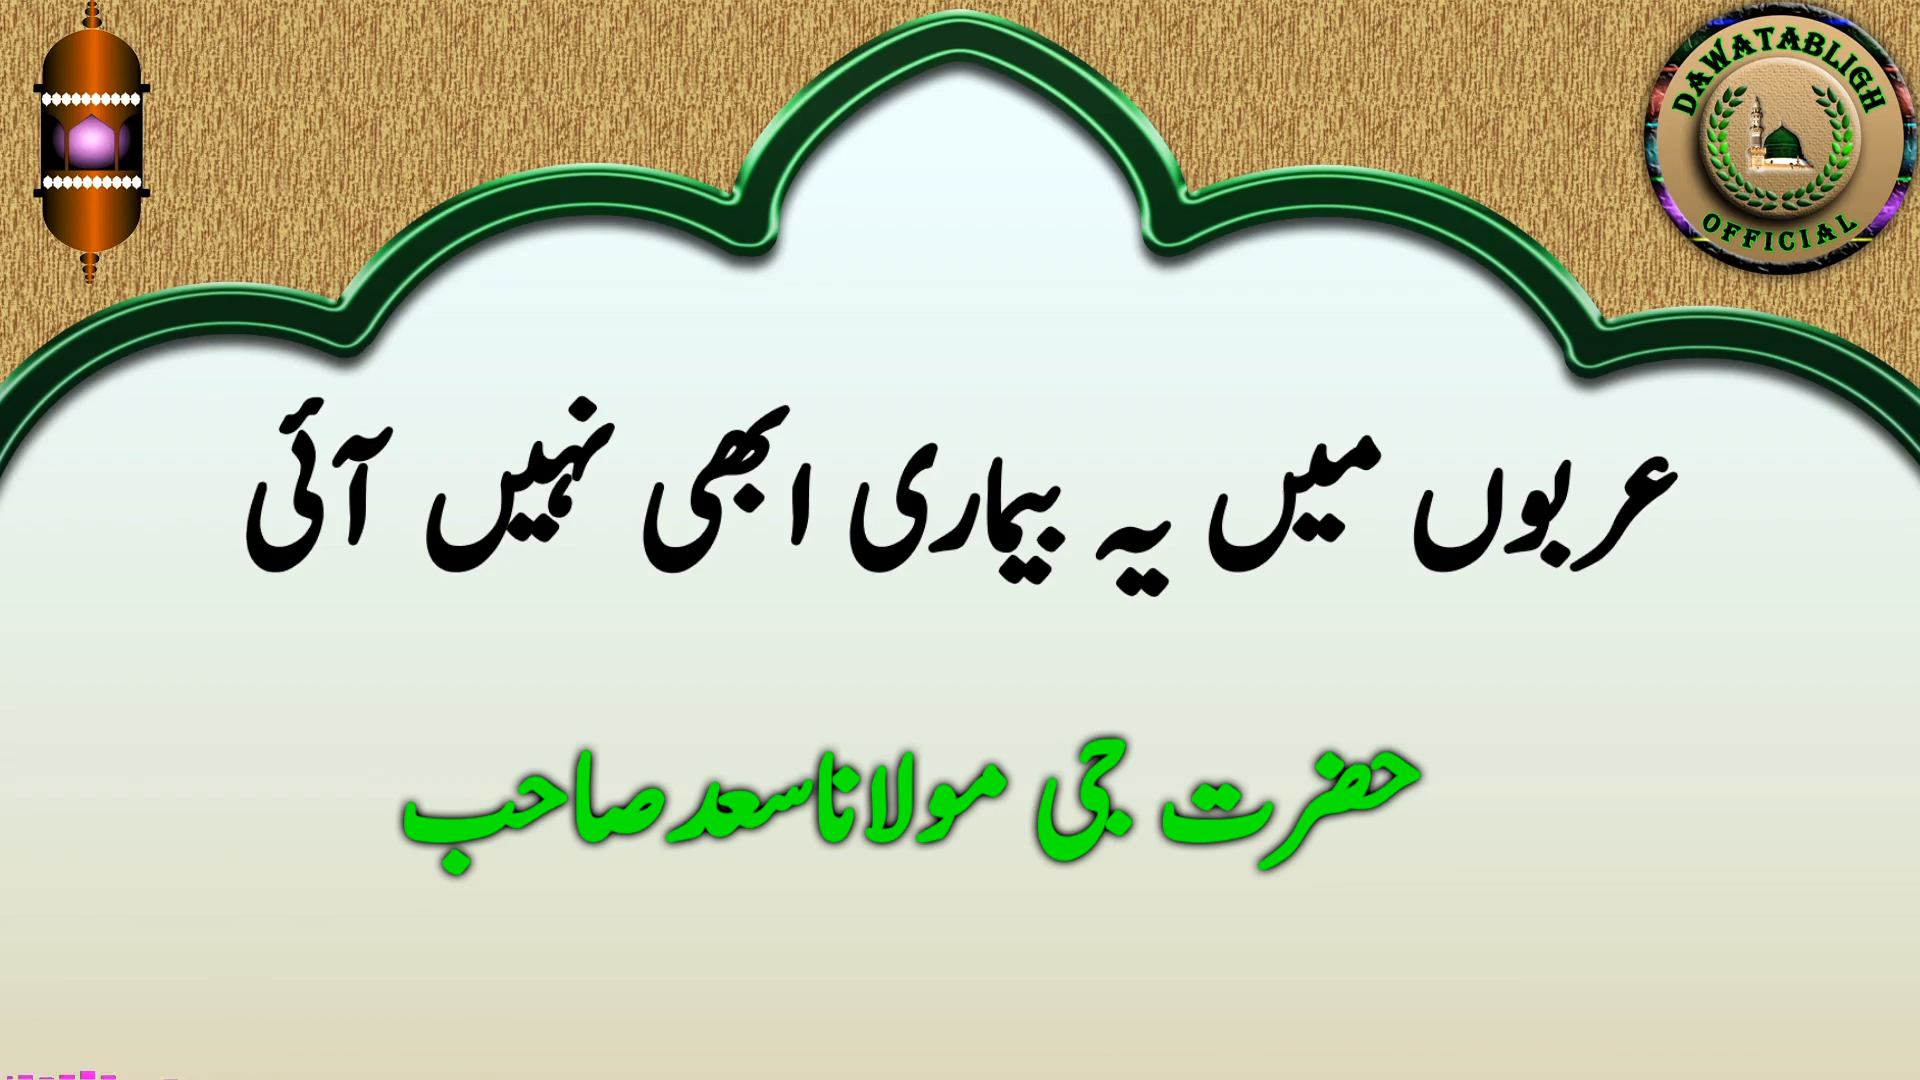 DAWATABLIGH
OFFICIAL
عربوں میں یہ بیماری ابھی نہیں آئی
حضرت جی مولانا سعد صاحب